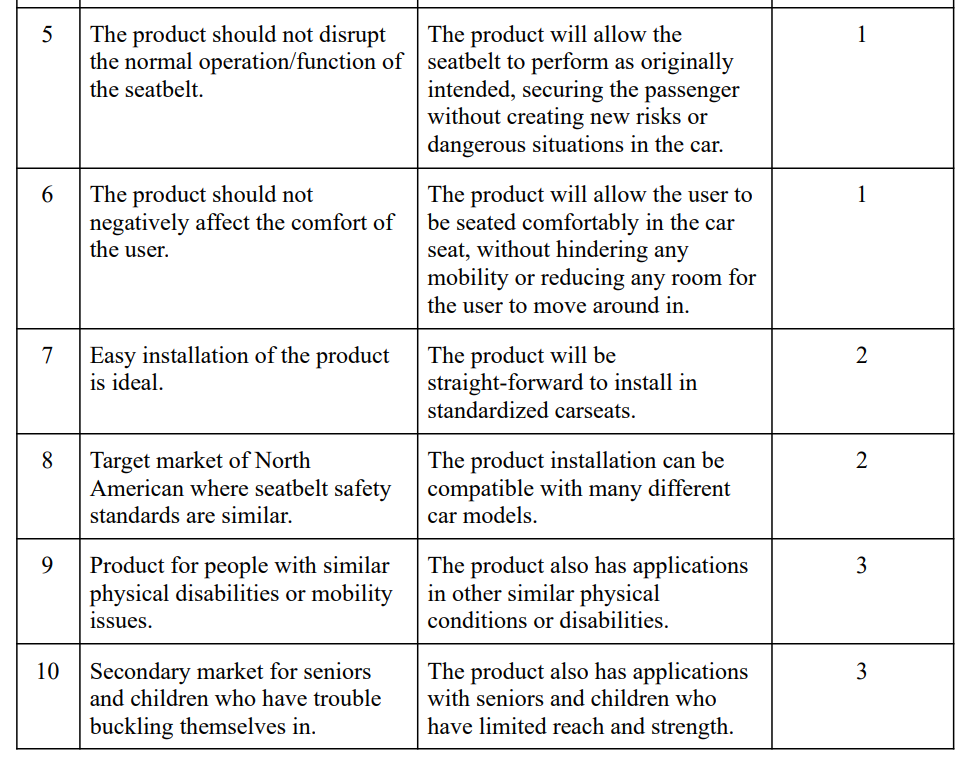 5 The product should not disrupt The product will allow the 1
the normal operation/function of seatbelt to perform as originally
the seatbelt. intended, securing the passenger
without creating new risks or
dangerous situations in the car.
6 The product should not The product will allow the user to 1
negatively affect the comfort of be seated comfortably in the car
the user. seat, without hindering any
mobility or reducing any room for
the user to move around in.
7 Easy installation of the product The product will be 2
is ideal. straight-forward to install in
standardized carseats.
8 Target market of North The product installation can be 2
American where seatbelt safety compatible with many different
standards are similar. car models.
9 Product for people with similar The product also has applications 3
physical disabilities or mobility in other similar physical
issues. conditions or disabilities.
10 Secondary market for seniors The product also has applications 3
and children who have trouble with seniors and children who
buckling themselves in. have limited reach and strength.